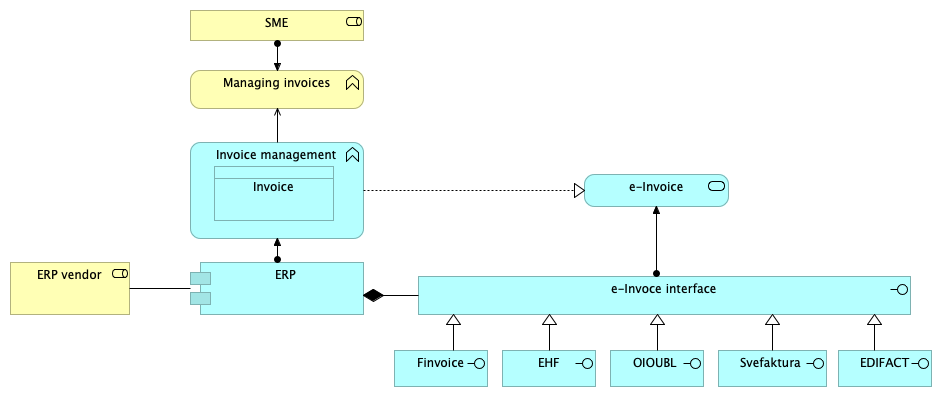 SME
Managing invoices
Invoice management
Invoice
e-Invoice
ERP vendor
ERP
e-Invoce interface
Finvoice
EHF
OIOUBL
Svefaktura
EDIFACT